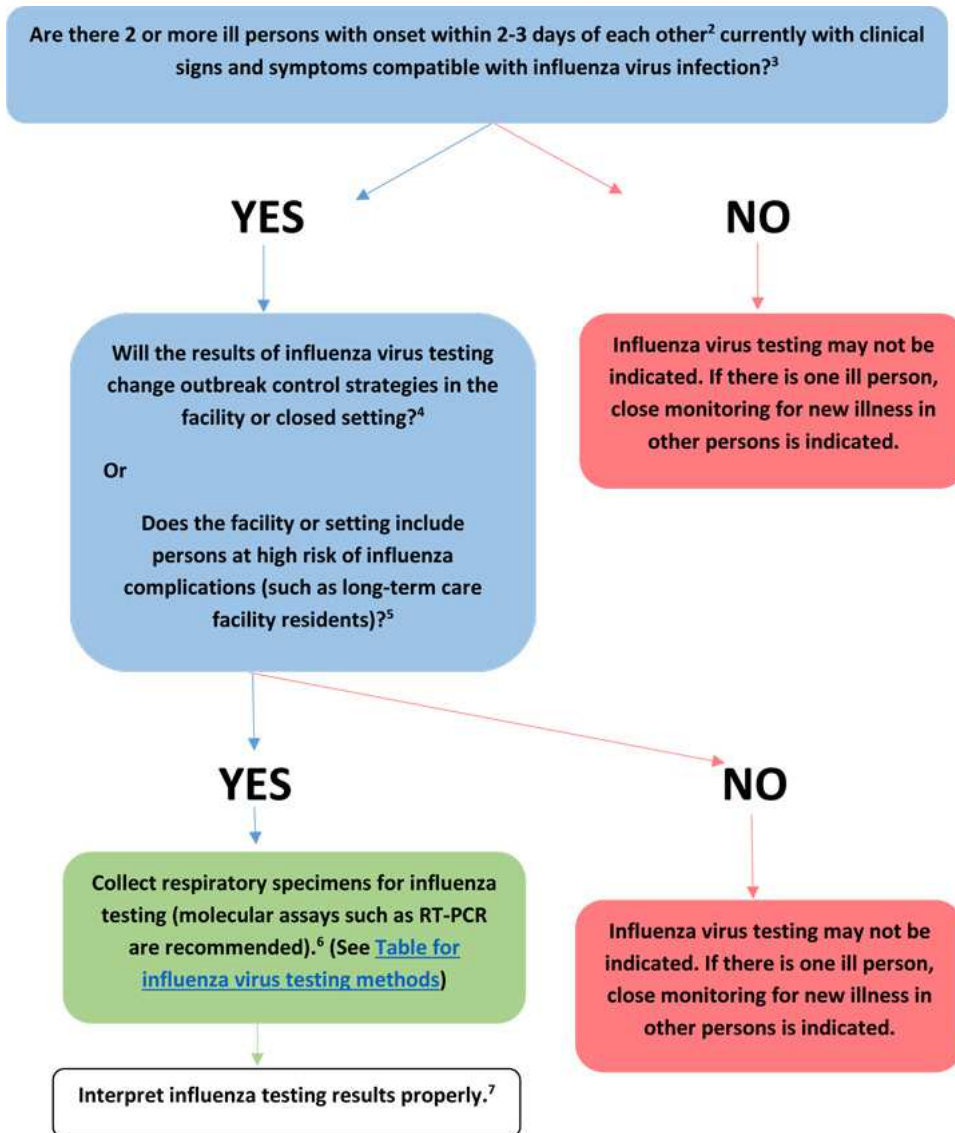 Are there 2 or more ill persons with onset within 2-3 days of each other² currently with clinical
signs and symptoms compatible with influenza virus infection?³
YES
NO
Will the results of influenza virus testing
change outbreak control strategies in the
facility or closed setting?⁴
Or
Does the facility or setting include
persons at high risk of influenza
complications (such as long-term care
facility residents)?⁵
Influenza virus testing may not be
indicated. If there is one ill person,
close monitoring for new illness in
other persons is indicated.
YES
NO
Collect respiratory specimens for influenza
testing (molecular assays such as RT-PCR
are recommended).⁶ (See Table for
influenza virus testing methods)
Influenza virus testing may not be
indicated. If there is one ill person,
close monitoring for new illness in
other persons is indicated.
Interpret influenza testing results properly.⁷